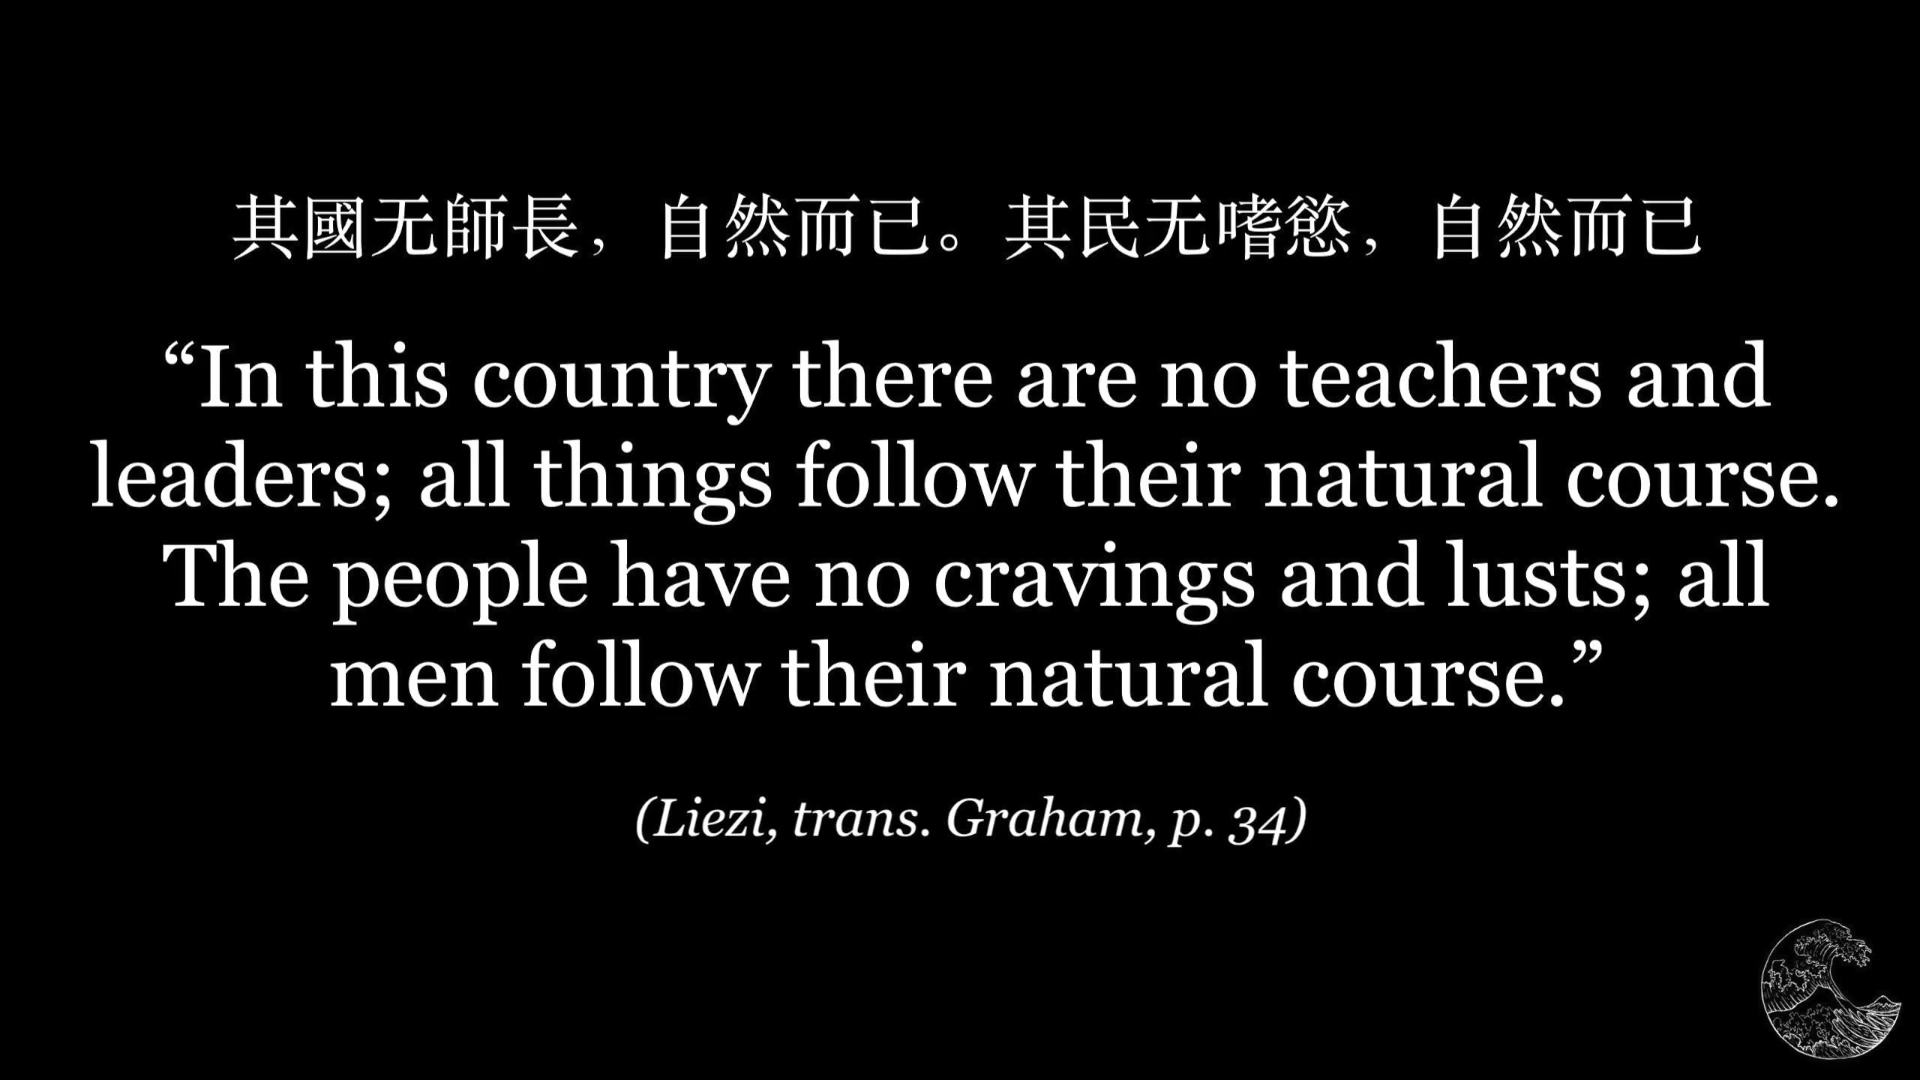 其國无師長，自然而已。其民无嗜慾，自然而已
“In this country there are no teachers and
leaders; all things follow their natural course.
The people have no cravings and lusts; all
men follow their natural course.”
(Liezi, trans. Graham, p. 34)